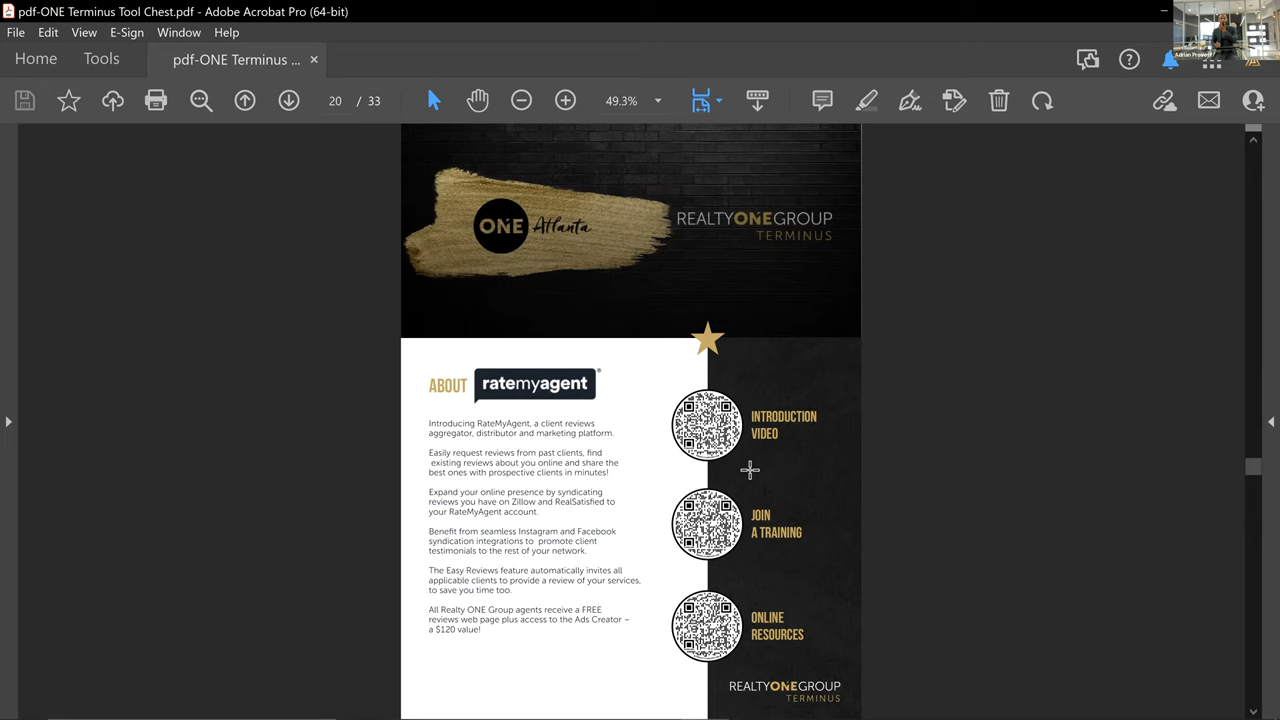 pdf-ONE Terminus Tool Chest.pdf - Adobe Acrobat Pro (64-bit)
File Edit View E-Sign Window Help
Home Tools pdf-ONE Terminus ... ×
20 / 33 49.3%
ONE Atlanta
REALTYONEGROUP
TERMINUS
ABOUT ratemyagent®
Introducing RateMyAgent, a client reviews
aggregator, distributor and marketing platform.
Easily request reviews from past clients, find
existing reviews about you online and share the
best ones with prospective clients in minutes!
Expand your online presence by syndicating
reviews you have on Zillow and RealSatisfied to
your RateMyAgent account.
Benefit from seamless Instagram and Facebook
syndication integrations to promote client
testimonials to the rest of your network.
The Easy Reviews feature automatically invites all
applicable clients to provide a review of your services,
to save you time too.
All Realty ONE Group agents receive a FREE
reviews web page plus access to the Ads Creator –
a $120 value!
INTRODUCTION
VIDEO
JOIN
A TRAINING
ONLINE
RESOURCES
REALTYONEGROUP
TERMINUS